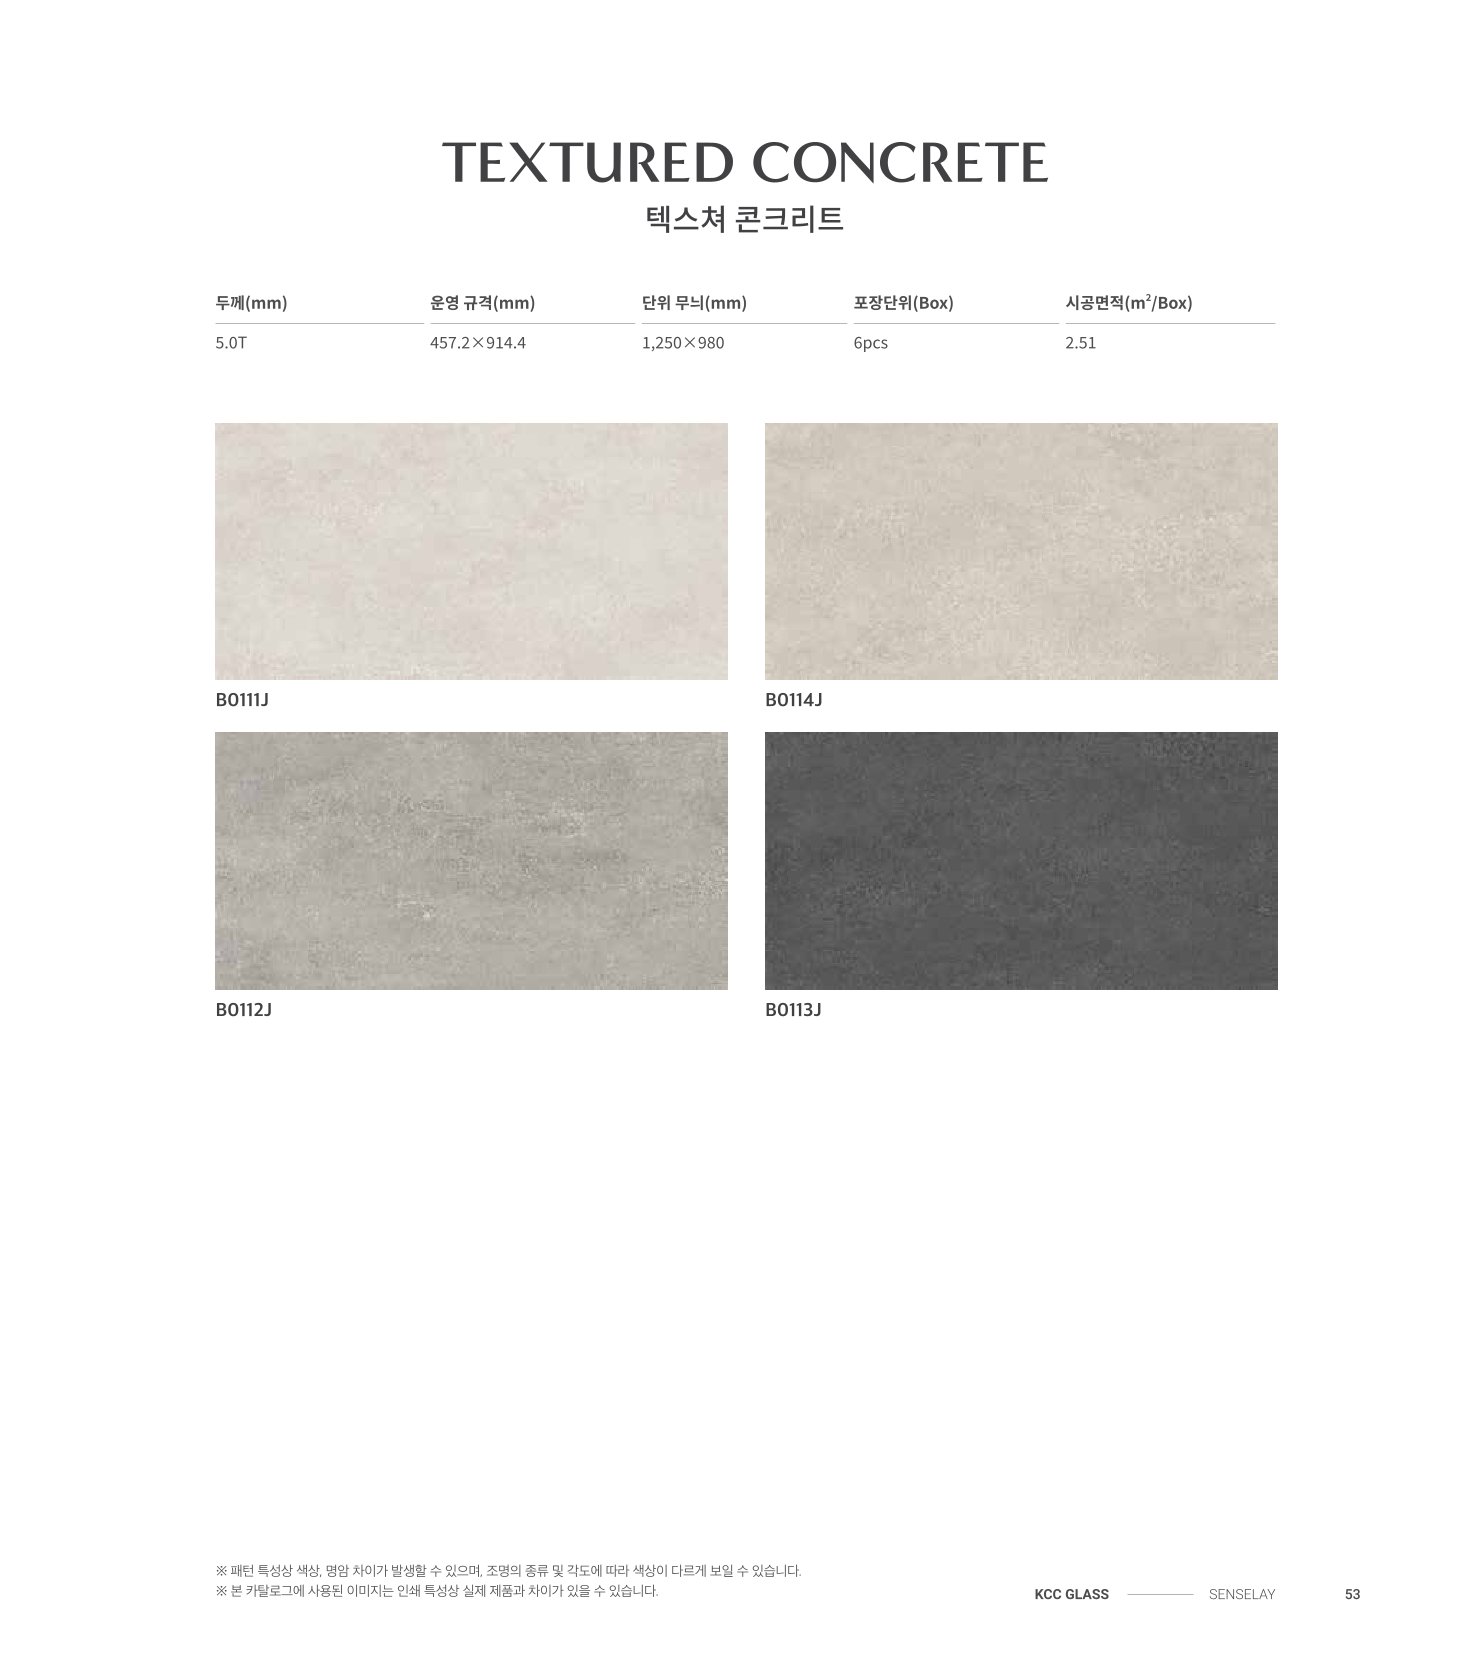 TEXTURED CONCRETE
텍스쳐 콘크리트
두께(mm) 운영 규격(mm) 단위 무늬(mm) 포장단위(Box) 시공면적(m²/Box)
5.0T 457.2×914.4 1,250×980 6pcs 2.51
B0111J B0114J
B0112J B0113J
※ 패턴 특성상 색상, 명암 차이가 발생할 수 있으며, 조명의 종류 및 각도에 따라 색상이 다르게 보일 수 있습니다.
※ 본 카탈로그에 사용된 이미지는 인쇄 특성상 실제 제품과 차이가 있을 수 있습니다.
KCC GLASS SENSELAY 53